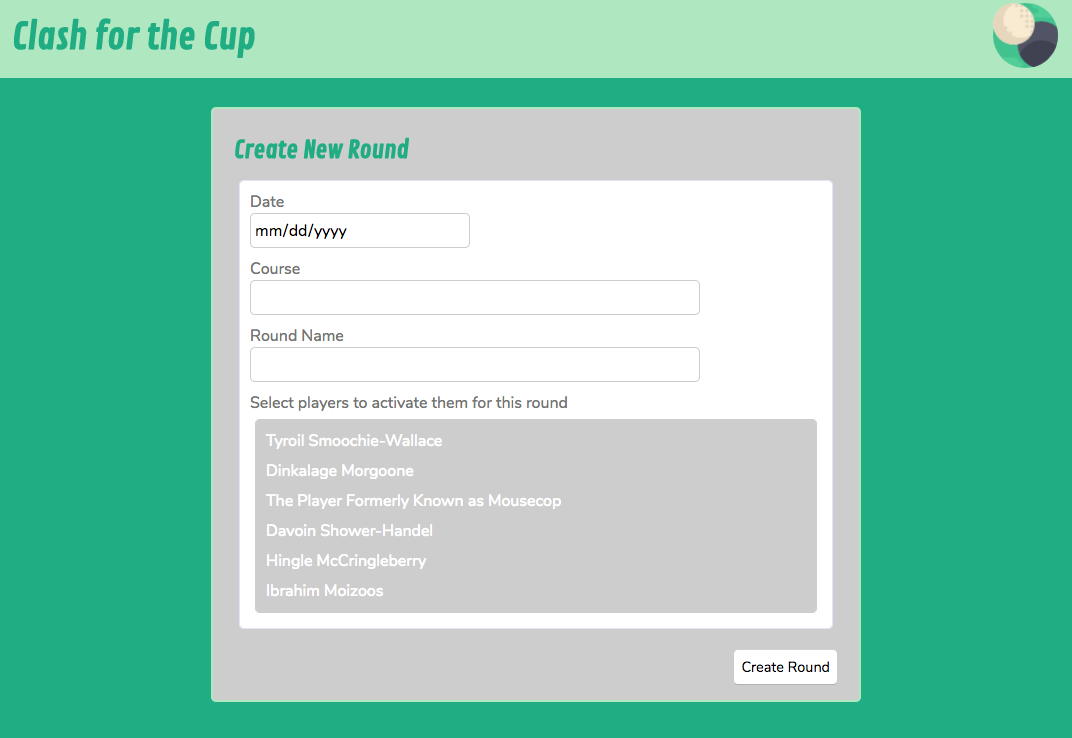 Clash for the Cup
Create New Round
Date
mm/dd/yyyy
Course
Round Name
Select players to activate them for this round
Tyroil Smoochie-Wallace
Dinkalage Morgoone
The Player Formerly Known as Mousecop
Davoin Shower-Handel
Hingle McCringleberry
Ibrahim Moizoos
Create Round